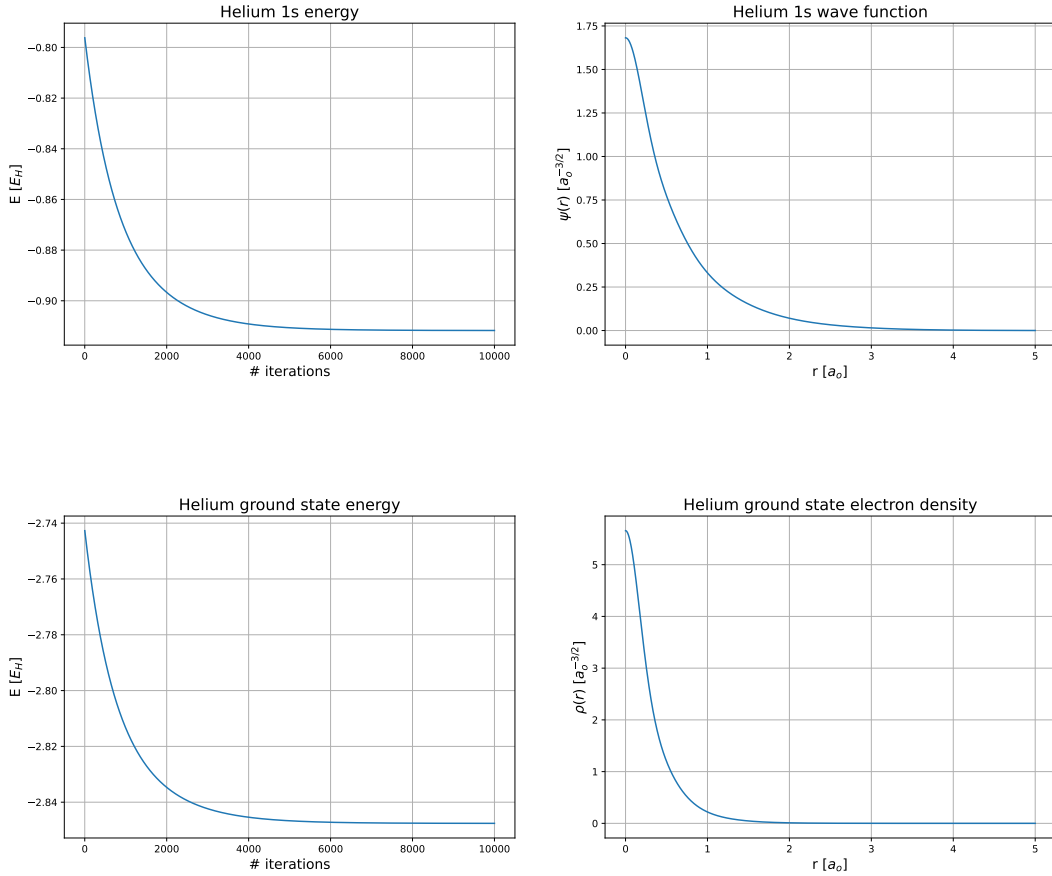 Helium 1s energy
−0.80
−0.82
−0.84
−0.86
−0.88
−0.90
E [E_H]
0 2000 4000 6000 8000 10000
# iterations
Helium 1s wave function
1.75
1.50
1.25
1.00
0.75
0.50
0.25
0.00
ψ(r) [a_o^{−3/2}]
0 1 2 3 4 5
r [a_o]
Helium ground state energy
−2.74
−2.76
−2.78
−2.80
−2.82
−2.84
E [E_H]
0 2000 4000 6000 8000 10000
# iterations
Helium ground state electron density
5
4
3
2
1
0
ρ(r) [a_o^{−3/2}]
0 1 2 3 4 5
r [a_o]